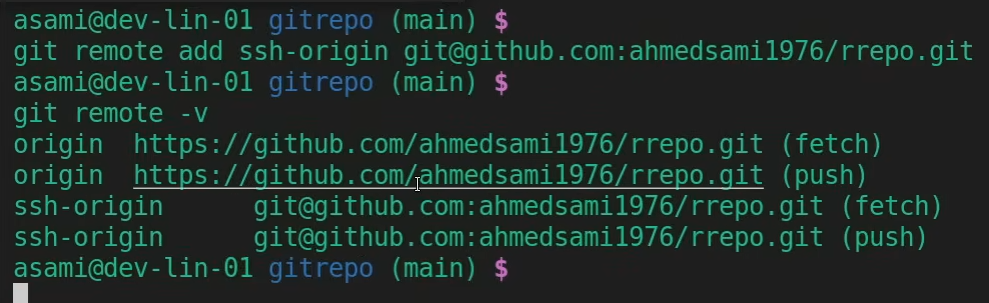 asami@dev-lin-01 gitrepo (main) $
git remote add ssh-origin git@github.com:ahmedsami1976/rrepo.git
asami@dev-lin-01 gitrepo (main) $
git remote -v
origin  https://github.com/ahmedsami1976/rrepo.git (fetch)
origin  https://github.com/ahmedsami1976/rrepo.git (push)
ssh-origin      git@github.com:ahmedsami1976/rrepo.git (fetch)
ssh-origin      git@github.com:ahmedsami1976/rrepo.git (push)
asami@dev-lin-01 gitrepo (main) $